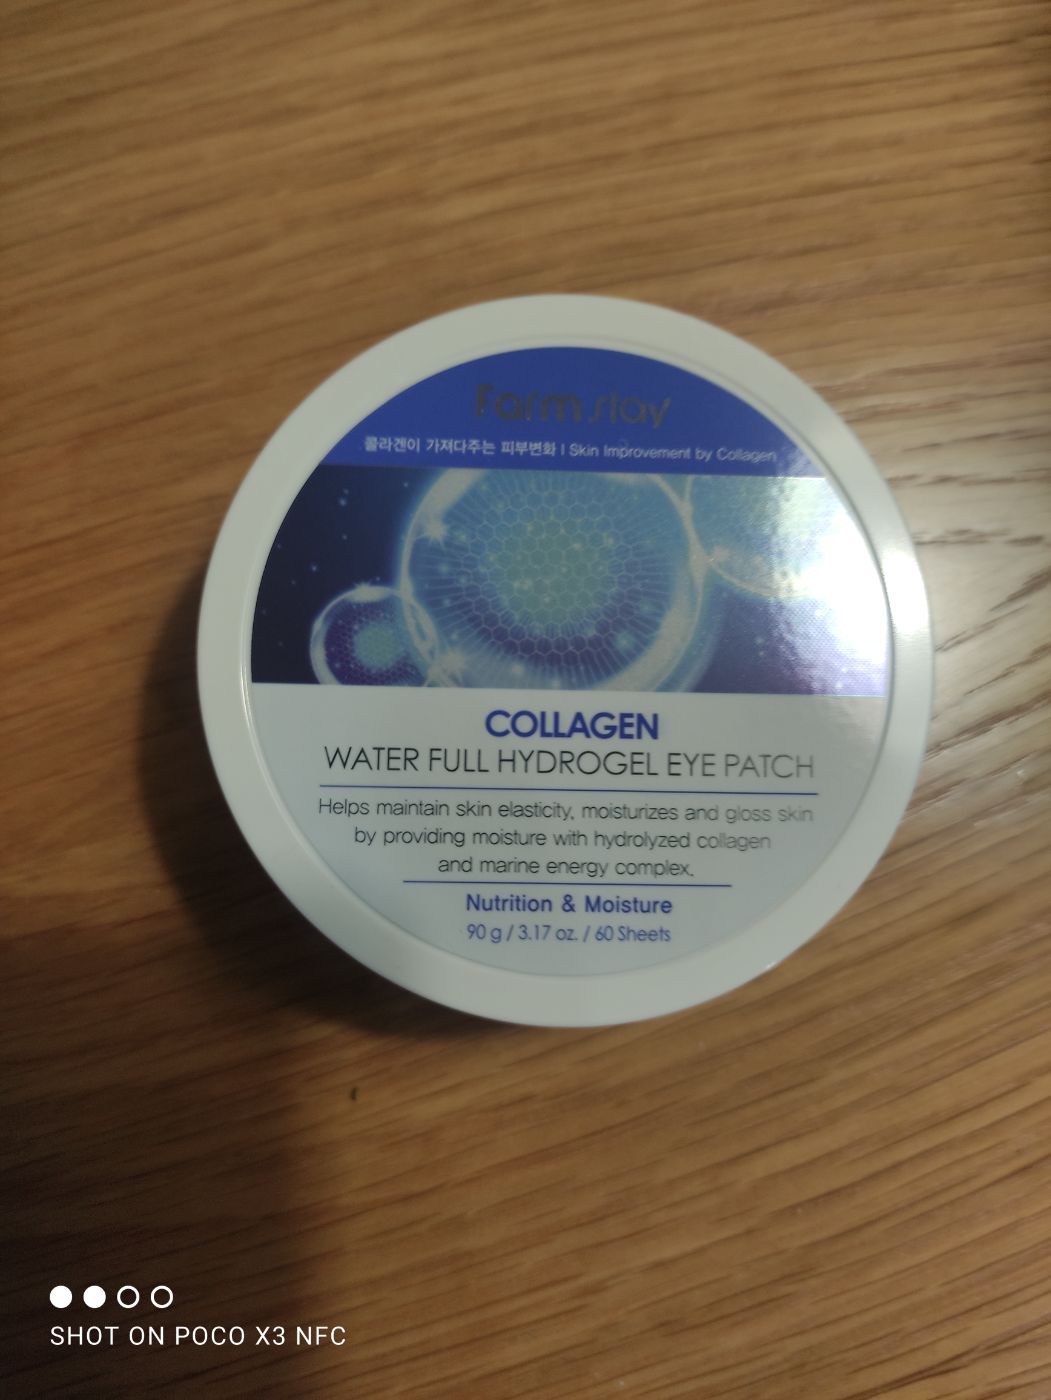 Farmstay
콜라겐이 가져다주는 피부변화 | Skin Improvement by Collagen
COLLAGEN
WATER FULL HYDROGEL EYE PATCH
Helps maintain skin elasticity, moisturizes and gloss skin
by providing moisture with hydrolyzed collagen
and marine energy complex.
Nutrition & Moisture
90 g / 3.17 oz. / 60 Sheets
SHOT ON POCO X3 NFC